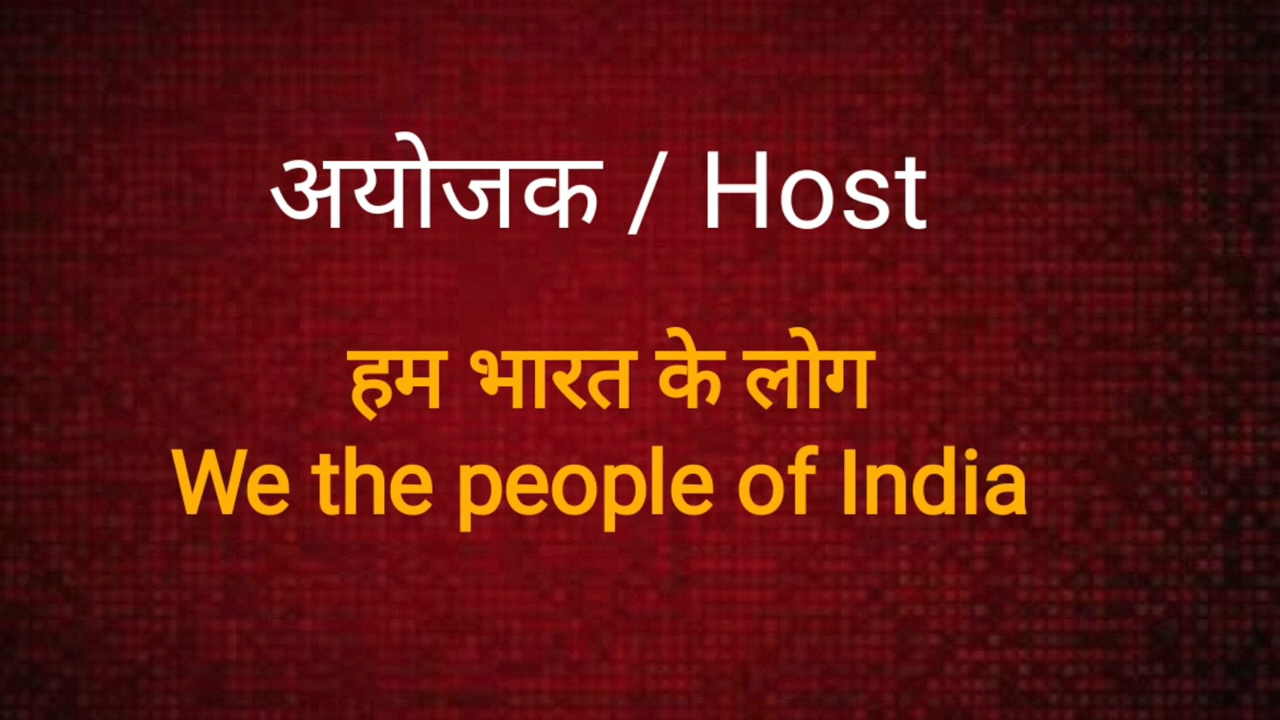 अयोजक / Host
हम भारत के लोग
We the people of India